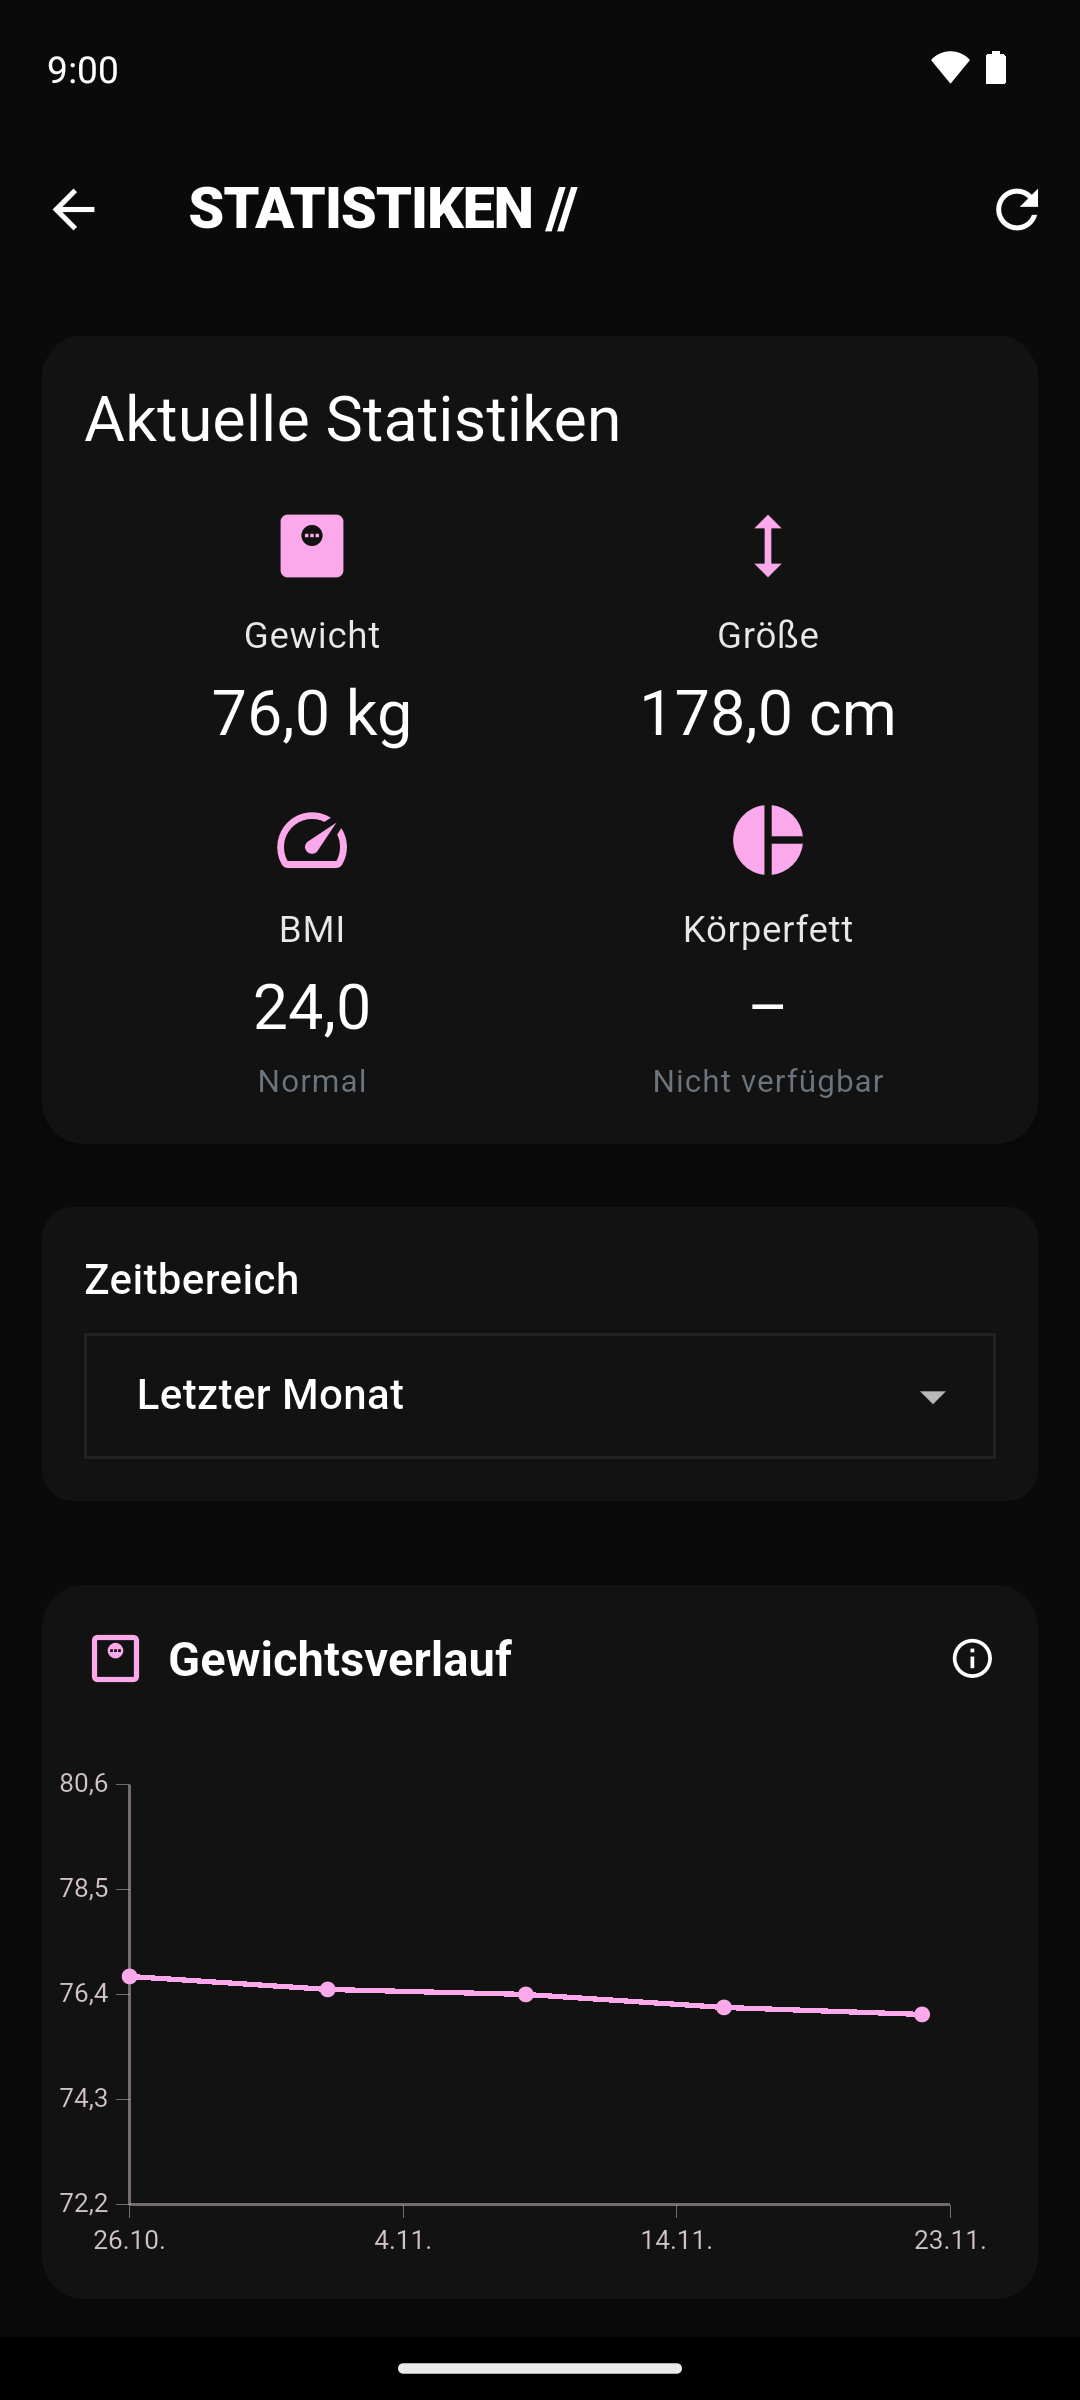 9:00
STATISTIKEN //
Aktuelle Statistiken
Gewicht
Größe
76,0 kg
178,0 cm
BMI
Körperfett
24,0
–
Normal
Nicht verfügbar
Zeitbereich
Letzter Monat
Gewichtsverlauf
80,6
78,5
76,4
74,3
72,2
26.10.
4.11.
14.11.
23.11.